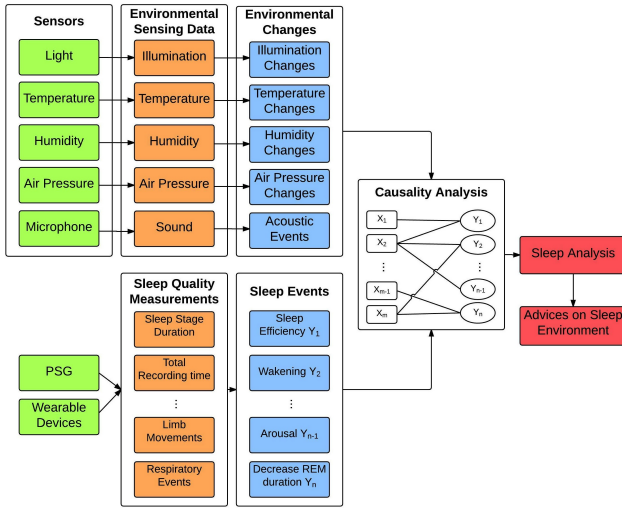 Sensors
Light
Temperature
Humidity
Air Pressure
Microphone
Environmental
Sensing Data
Illumination
Temperature
Humidity
Air Pressure
Sound
Environmental
Changes
Illumination
Changes
Temperature
Changes
Humidity
Changes
Air Pressure
Changes
Acoustic
Events
PSG
Wearable
Devices
Sleep Quality
Measurements
Sleep Stage
Duration
Total
Recording time
⋮
Limb
Movements
Respiratory
Events
Sleep Events
Sleep
Efficiency Y₁
Wakening Y₂
⋮
Arousal Yₙ₋₁
Decrease REM
duration Yₙ
Causality Analysis
X₁ Y₁
X₂ Y₂
⋮ ⋮
Xₘ₋₁ Yₙ₋₁
Xₘ Yₙ
Sleep Analysis
Advices on Sleep
Environment